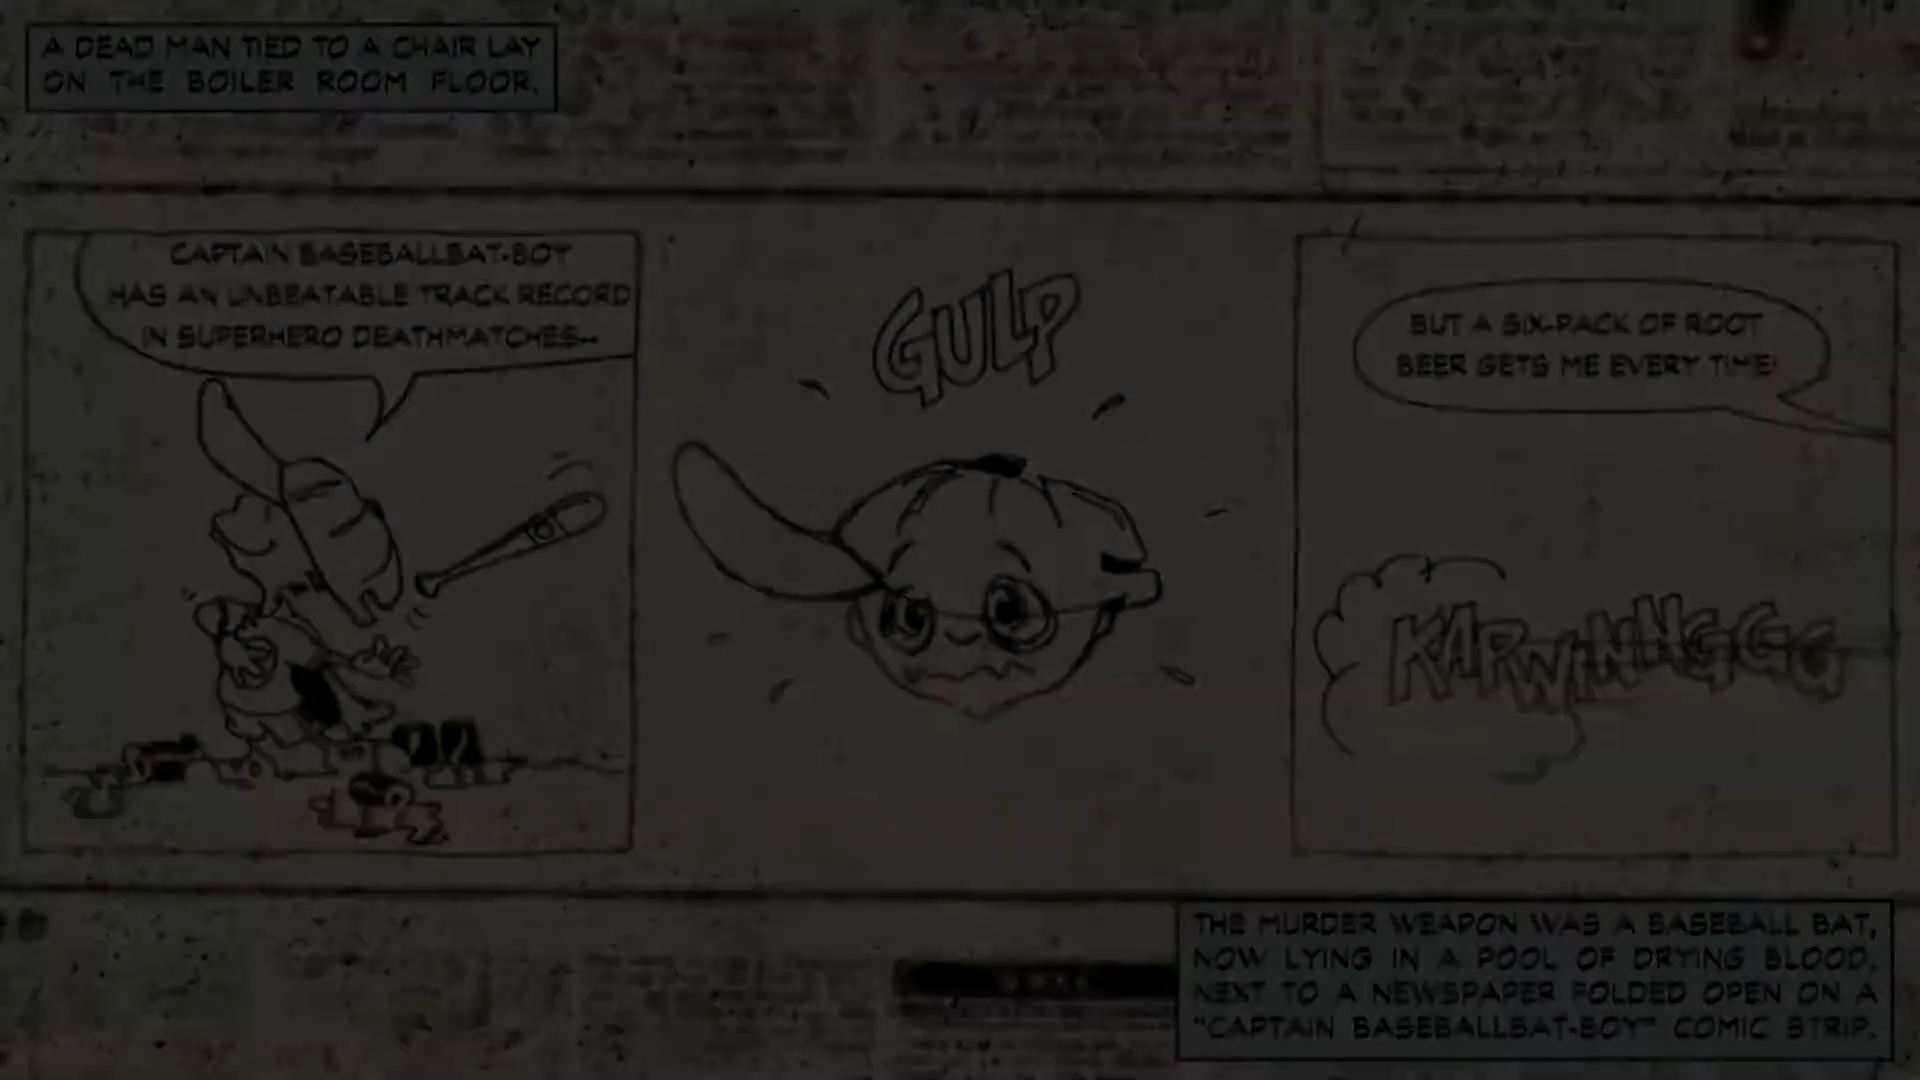 A DEAD MAN TIED TO A CHAIR LAY
ON THE BOILER ROOM FLOOR.
CAPTAIN BASEBALLBAT-BOY
HAS AN UNBEATABLE TRACK RECORD
IN SUPERHERO DEATHMATCHES--
GULP
BUT A SIX-PACK OF ROOT
BEER GETS ME EVERY TIME!
KAPWINNGGG
THE MURDER WEAPON WAS A BASEBALL BAT,
NOW LYING IN A POOL OF DRYING BLOOD,
NEXT TO A NEWSPAPER FOLDED OPEN ON A
"CAPTAIN BASEBALLBAT-BOY" COMIC STRIP.